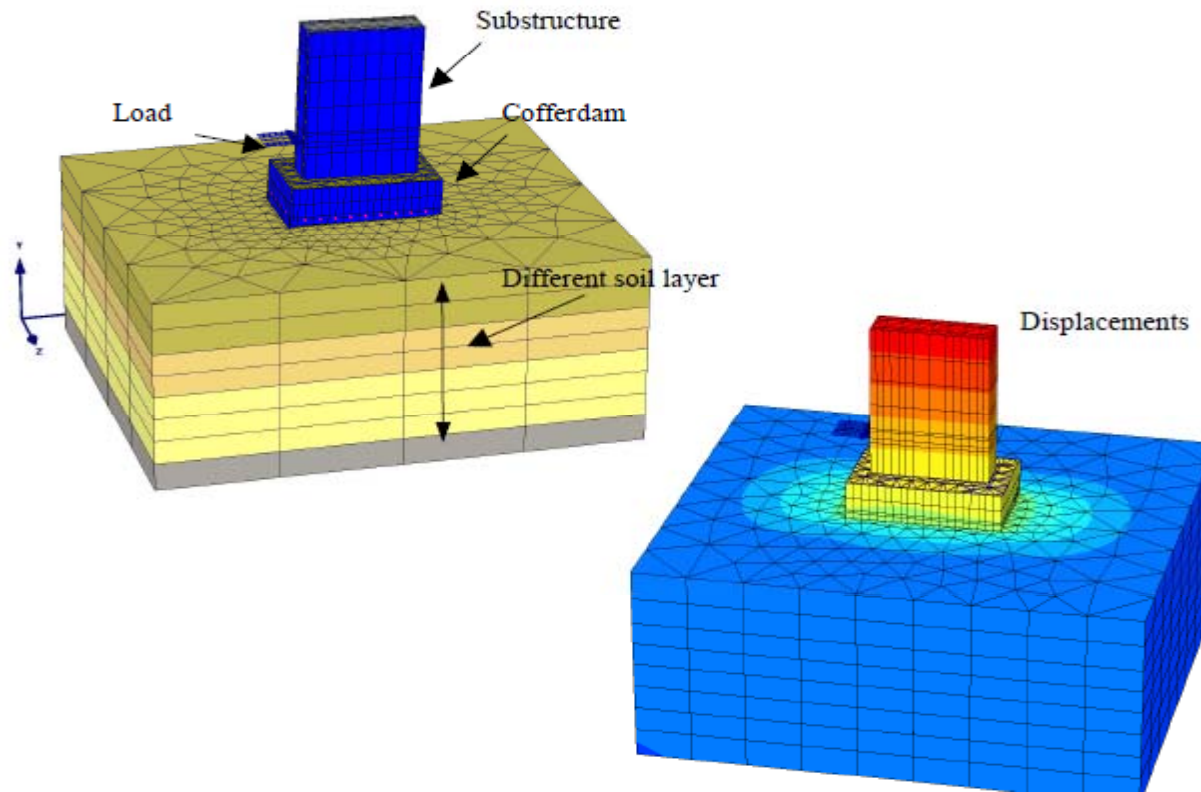 Substructure
Load
Cofferdam
Different soil layer
Y
Z
Displacements